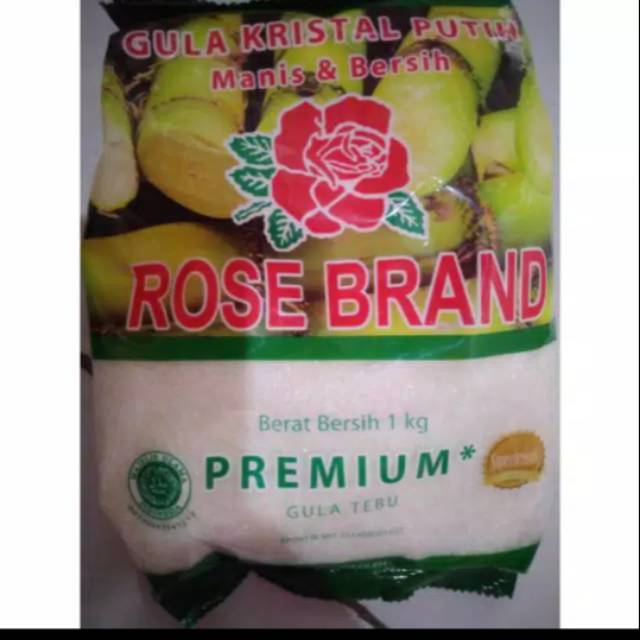 GULA KRISTAL PUTIH
Manis & Bersih
ROSE BRAND
Berat Bersih 1 kg
PREMIUM*
GULA TEBU